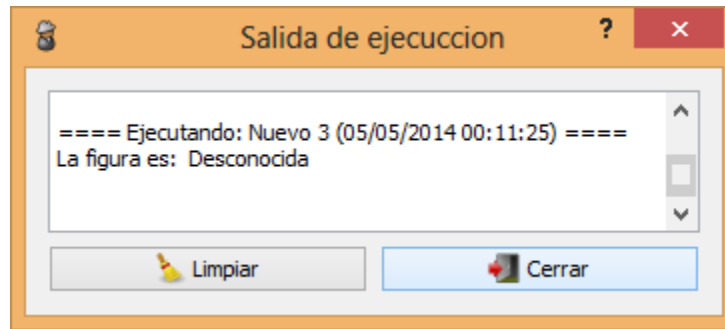 Salida de ejecuccion
==== Ejecutando: Nuevo 3 (05/05/2014 00:11:25) ====
La figura es:  Desconocida
Limpiar
Cerrar